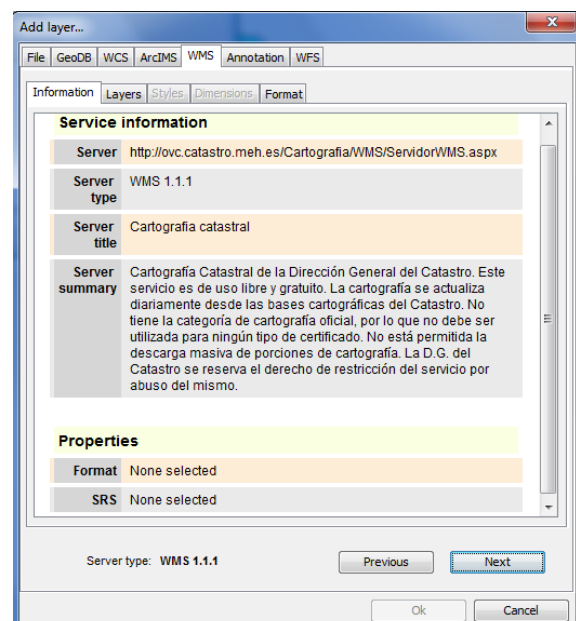 Add layer...
File GeoDB WCS ArcIMS WMS Annotation WFS
Information Layers Styles Dimensions Format
Service information
Server http://ovc.catastro.meh.es/Cartografia/WMS/ServidorWMS.aspx
Server type WMS 1.1.1
Server title Cartografia catastral
Server summary Cartografía Catastral de la Dirección General del Catastro. Este
servicio es de uso libre y gratuito. La cartografía se actualiza
diariamente desde las bases cartográficas del Catastro. No
tiene la categoría de cartografía oficial, por lo que no debe ser
utilizada para ningún tipo de certificado. No está permitida la
descarga masiva de porciones de cartografía. La D.G. del
Catastro se reserva el derecho de restricción del servicio por
abuso del mismo.
Properties
Format None selected
SRS None selected
Server type: WMS 1.1.1
Previous Next
Ok Cancel